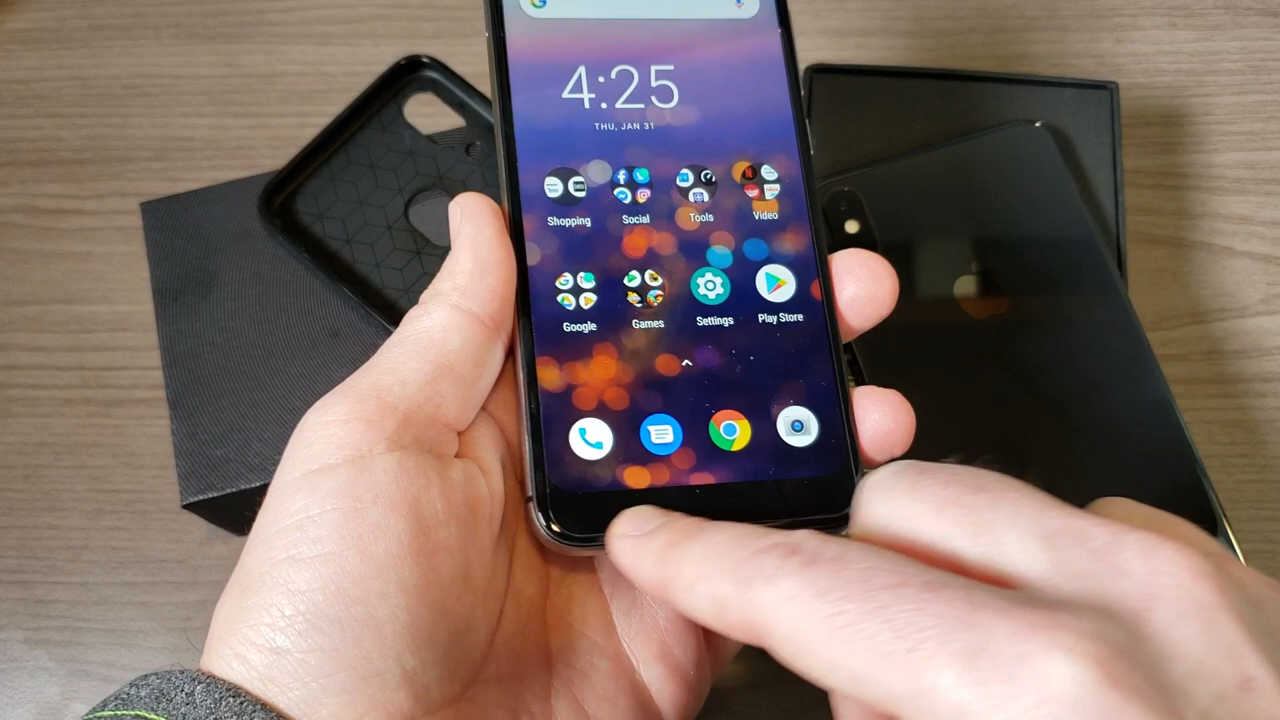 4:25
THU, JAN 31
Shopping
Social
Tools
Video
Google
Games
Settings
Play Store